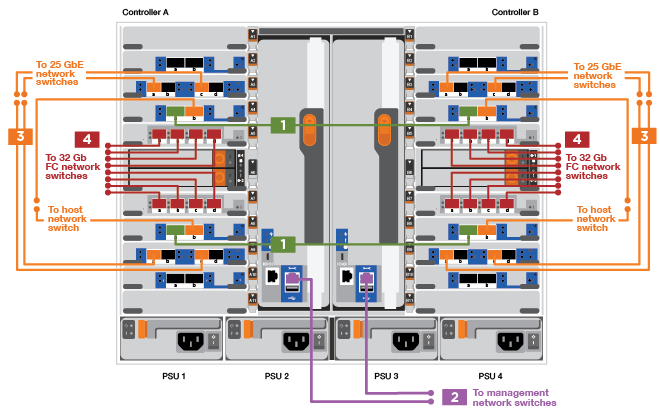 Controller A
Controller B
To 25 GbE
network
switches
To 25 GbE
network
switches
3
3
1
4
4
To 32 Gb
FC network
switches
To 32 Gb
FC network
switches
To host
network
switch
To host
network
switch
1
PSU 1
PSU 2
PSU 3
PSU 4
2
To management
network switches